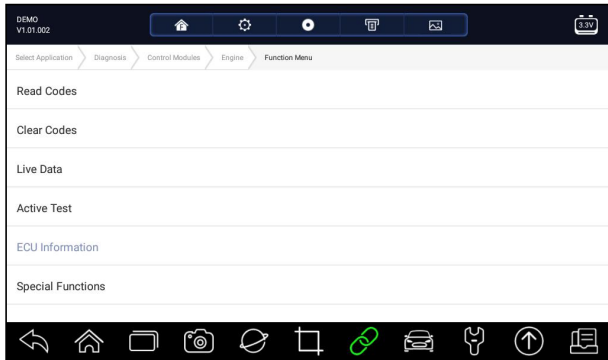 DEMO
V1.01.002
3.3V
Select Application Diagnosis Control Modules Engine Function Menu
Read Codes
Clear Codes
Live Data
Active Test
ECU Information
Special Functions